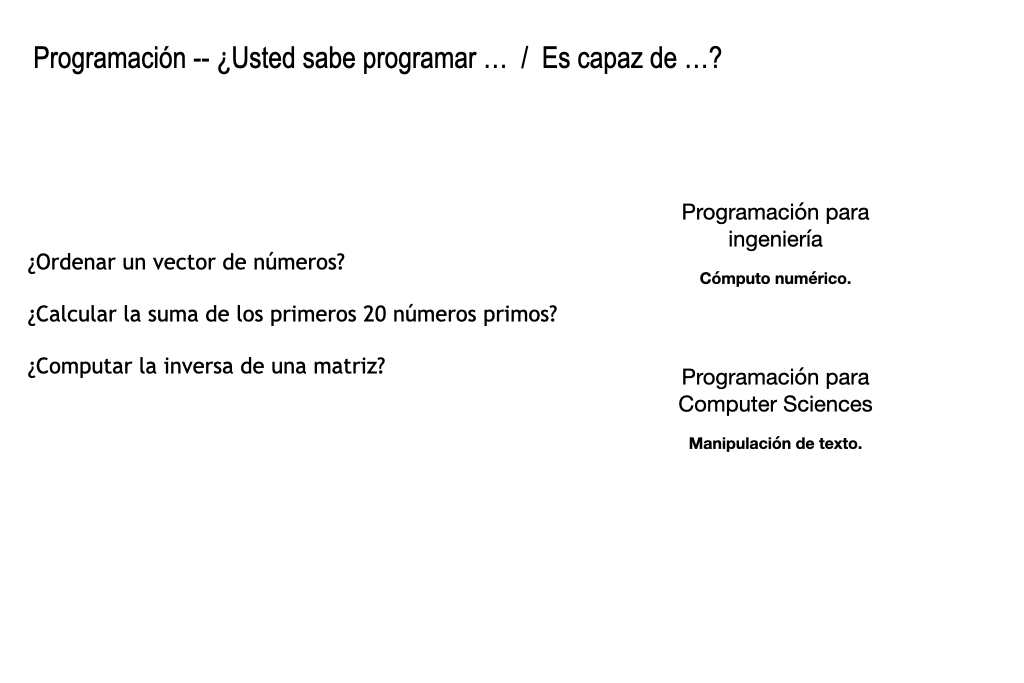 Programación -- ¿Usted sabe programar … / Es capaz de …?
¿Ordenar un vector de números?
¿Calcular la suma de los primeros 20 números primos?
¿Computar la inversa de una matriz?
Programación para
ingeniería
Cómputo numérico.
Programación para
Computer Sciences
Manipulación de texto.